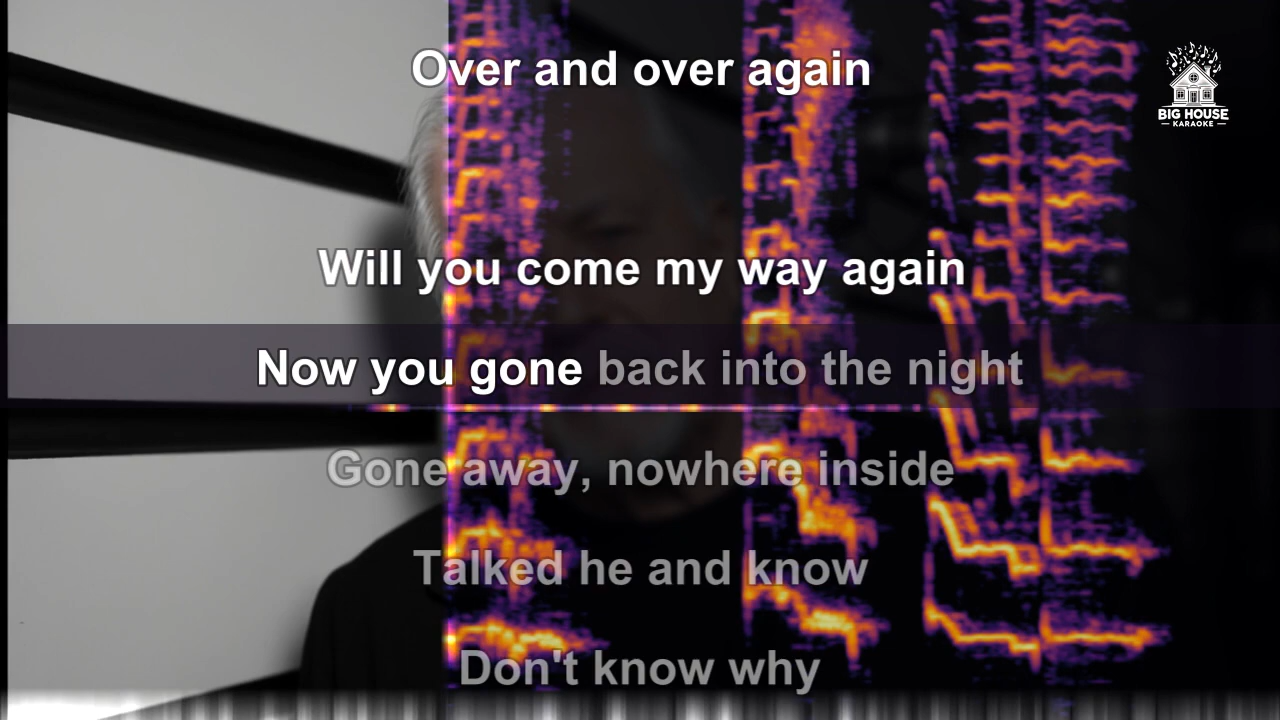 Over and over again
BIG HOUSE
KARAOKE
Will you come my way again
Now you gone back into the night
Gone away, nowhere inside
Talked he and know
Don't know why